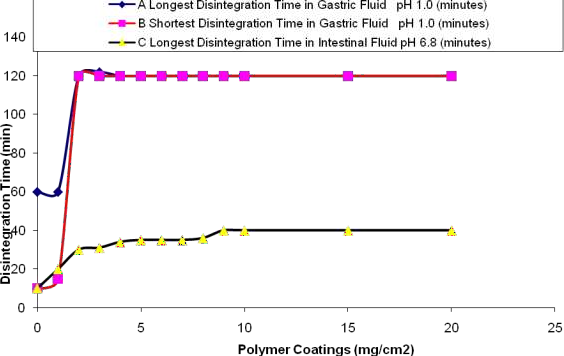 A Longest Disintegration Time in Gastric Fluid pH 1.0 (minutes)
B Shortest Disintegration Time in Gastric Fluid pH 1.0 (minutes)
C Longest Disintegration Time in Intestinal Fluid pH 6.8 (minutes)
Disintegration Time (min)
140
120
100
80
60
40
20
0
0 5 10 15 20 25
Polymer Coatings (mg/cm2)